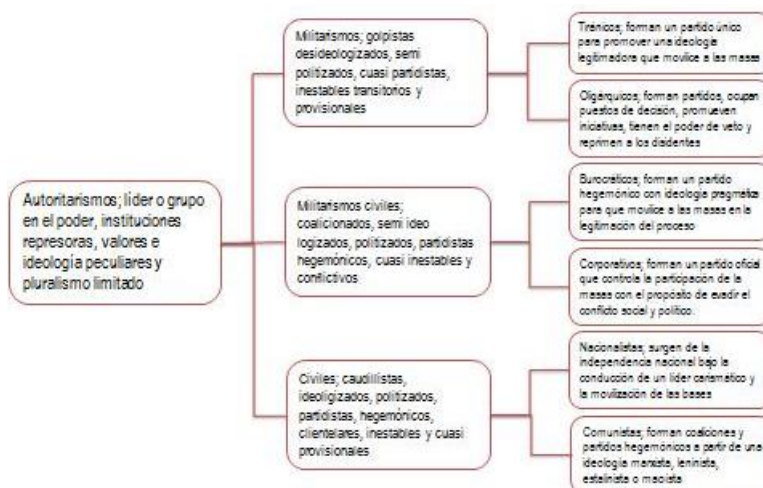 Autoritarismos; líder o grupo
en el poder, instituciones
represoras, valores e
ideología peculiares y
pluralismo limitado
Militarismos; golpistas
desideologizados, semi
politizados, cuasi partidistas,
inestables transitorios y
provisionales
Tiránicos; forman un partido único
para promover una ideología
legitimadora que movilice a las masas
Oligárquicos; forman partidos, ocupan
puestos de decisión, promueven
iniciativas, tienen el poder de veto y
reprimen a los disidentes
Militarismos civiles;
coalicionados, semi ideo
logizados, politizados, partidistas
hegemónicos, cuasi inestables y
conflictivos
Burocráticos; forman un partido
hegemónico con ideología pragmática
para que movilice a las masas en la
legitimación del proceso
Corporativos; forman un partido oficial
que controla la participación de la
masas con el propósito de evadir el
conflicto social y político.
Civiles; caudillistas,
ideoligizados, politizados,
partidistas, hegemónicos,
clientelares, inestables y cuasi
provisionales
Nacionalistas; surgen de la
independencia nacional bajo la
conducción de un líder carismático y
la movilización de las bases
Comunistas; forman coaliciones y
partidos hegemónicos a partir de una
ideología marxista, leninista,
estalinista o maoista